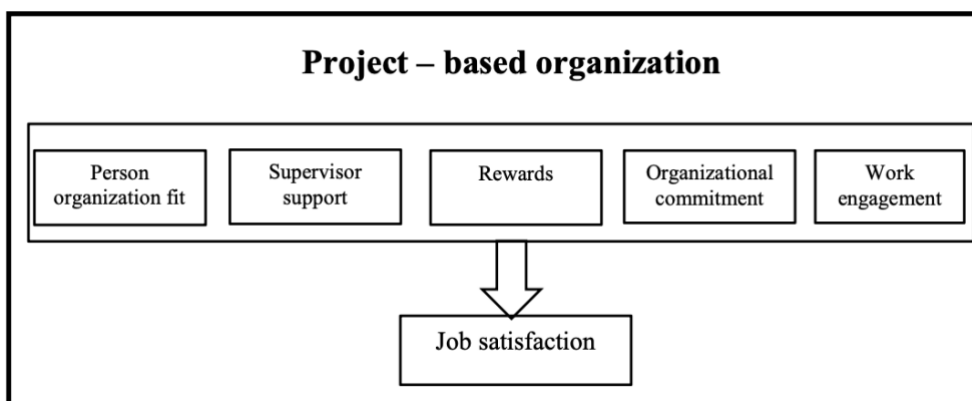 Project – based organization
Person
organization fit
Supervisor
support
Rewards
Organizational
commitment
Work
engagement
Job satisfaction